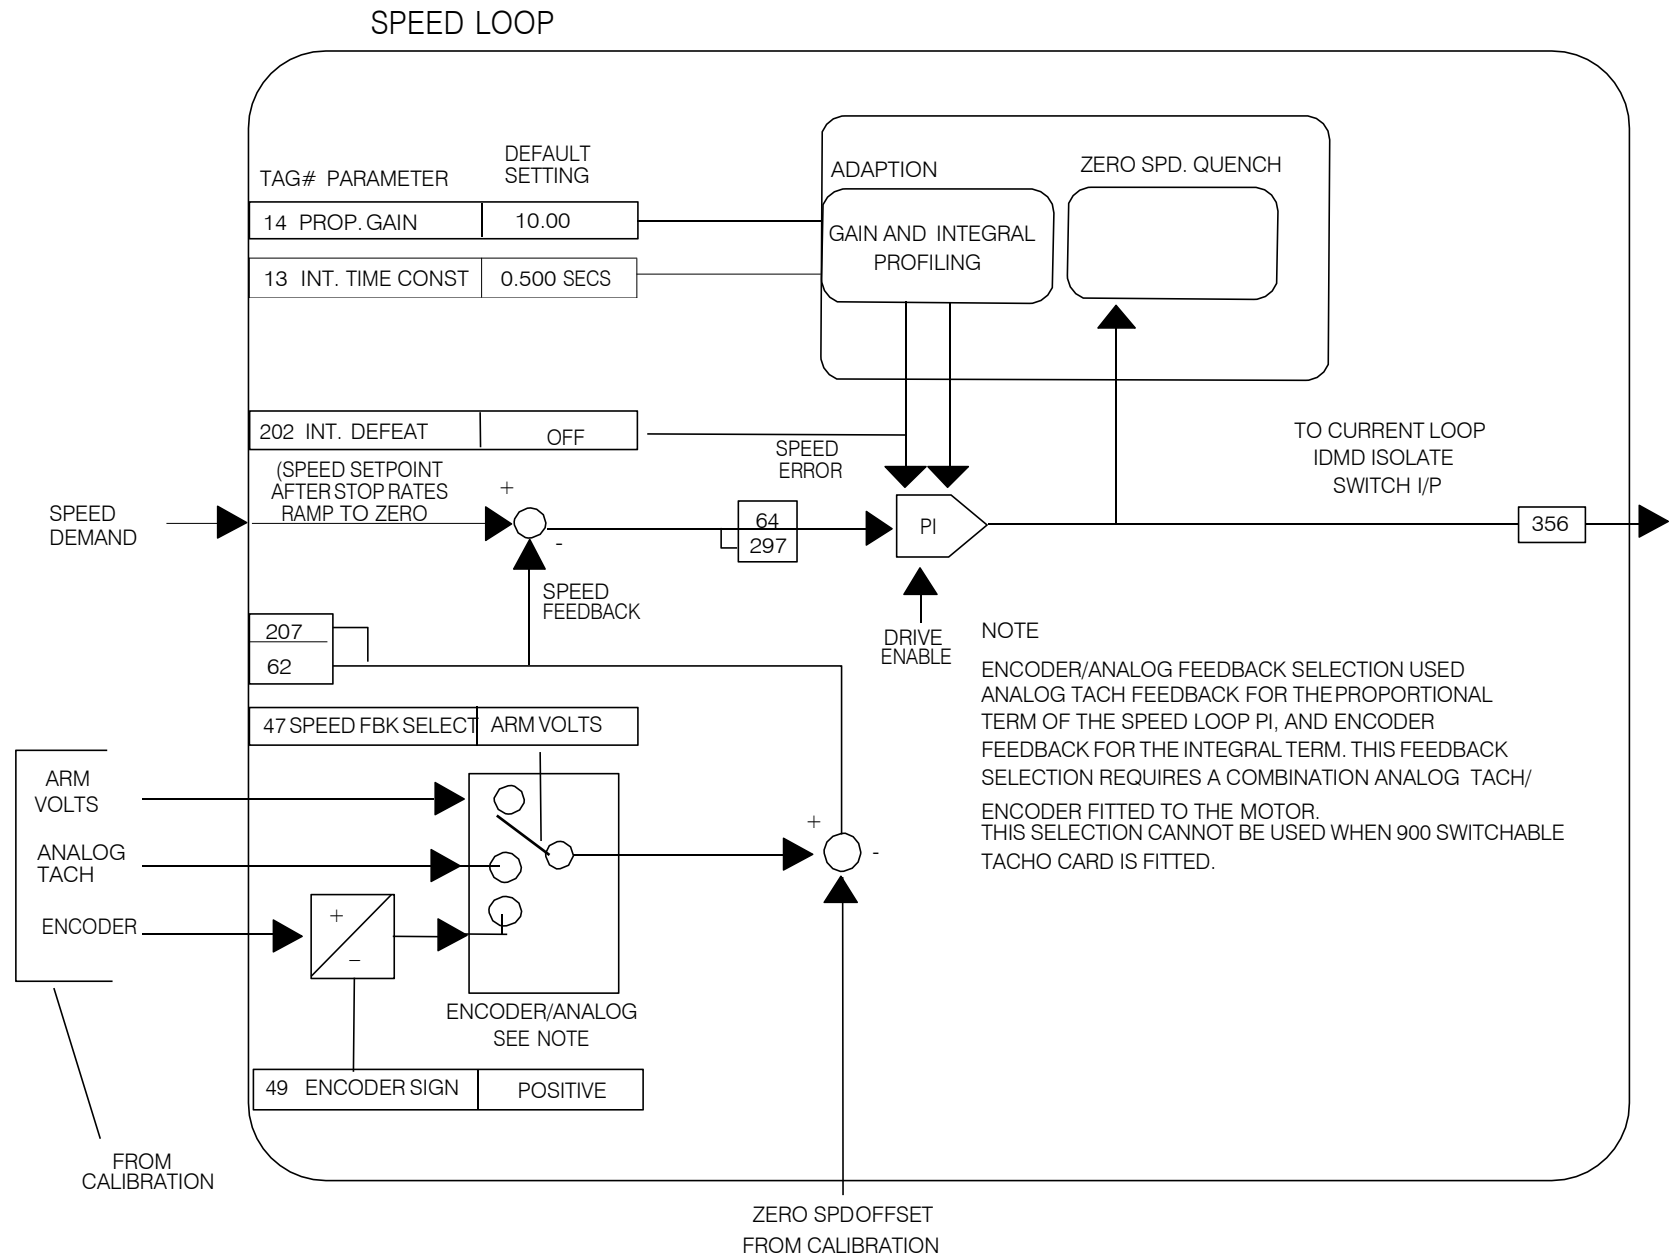 SPEED LOOP
DEFAULT
SETTING
TAG# PARAMETER
14 PROP. GAIN 10.00
13 INT. TIME CONST 0.500 SECS
ADAPTION
ZERO SPD. QUENCH
GAIN AND INTEGRAL
PROFILING
202 INT. DEFEAT OFF
(SPEED SETPOINT
AFTER STOP RATES
RAMP TO ZERO
SPEED
DEMAND
+
-
SPEED
ERROR
64
297
PI
TO CURRENT LOOP
IDMD ISOLATE
SWITCH I/P
356
SPEED
FEEDBACK
DRIVE
ENABLE
207
62
47 SPEED FBK SELECT ARM VOLTS
NOTE
ENCODER/ANALOG FEEDBACK SELECTION USED
ANALOG TACH FEEDBACK FOR THE PROPORTIONAL
TERM OF THE SPEED LOOP PI, AND ENCODER
FEEDBACK FOR THE INTEGRAL TERM. THIS FEEDBACK
SELECTION REQUIRES A COMBINATION ANALOG TACH/
ENCODER FITTED TO THE MOTOR.
THIS SELECTION CANNOT BE USED WHEN 900 SWITCHABLE
TACHO CARD IS FITTED.
ARM
VOLTS
ANALOG
TACH
ENCODER
+
-
+
-
ENCODER/ANALOG
SEE NOTE
49 ENCODER SIGN POSITIVE
FROM
CALIBRATION
ZERO SPDOFFSET
FROM CALIBRATION